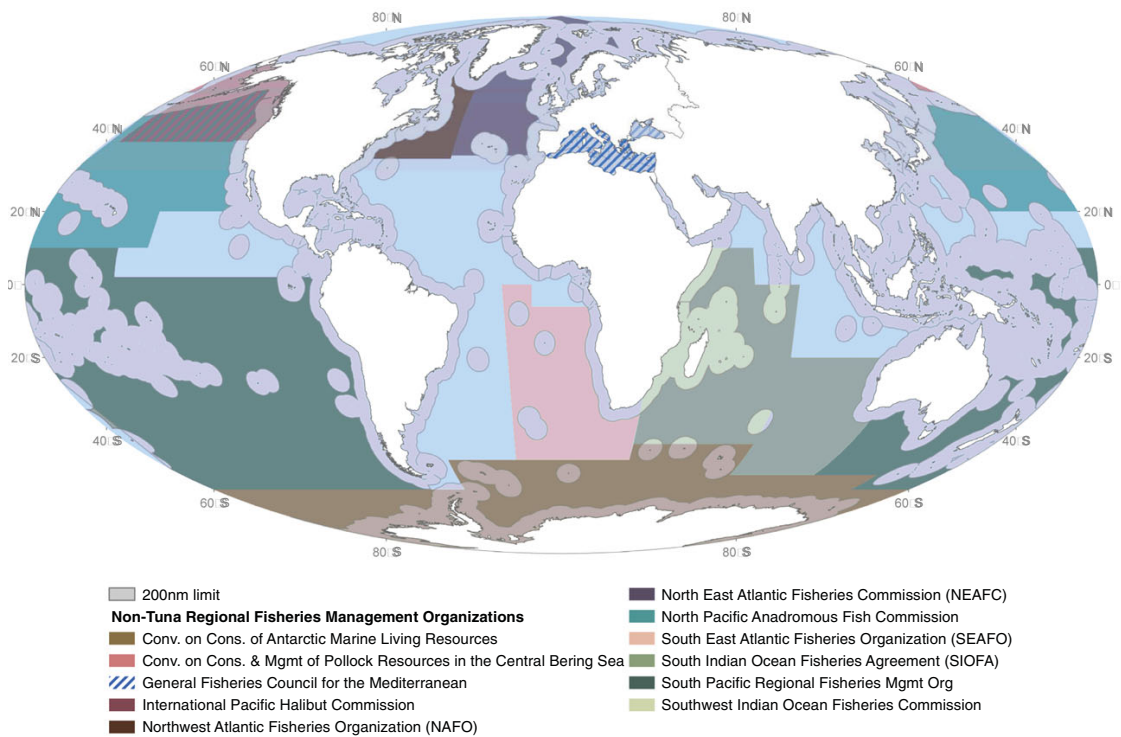 80□N
80□N
60□N
60□N
40□N
40□N
20□N
20□N
0□
0□
20□S
20□S
40□S
40□S
60□S
60□S
80□S
80□S
200nm limit
Non-Tuna Regional Fisheries Management Organizations
Conv. on Cons. of Antarctic Marine Living Resources
Conv. on Cons. & Mgmt of Pollock Resources in the Central Bering Sea
General Fisheries Council for the Mediterranean
International Pacific Halibut Commission
Northwest Atlantic Fisheries Organization (NAFO)
North East Atlantic Fisheries Commission (NEAFC)
North Pacific Anadromous Fish Commission
South East Atlantic Fisheries Organization (SEAFO)
South Indian Ocean Fisheries Agreement (SIOFA)
South Pacific Regional Fisheries Mgmt Org
Southwest Indian Ocean Fisheries Commission